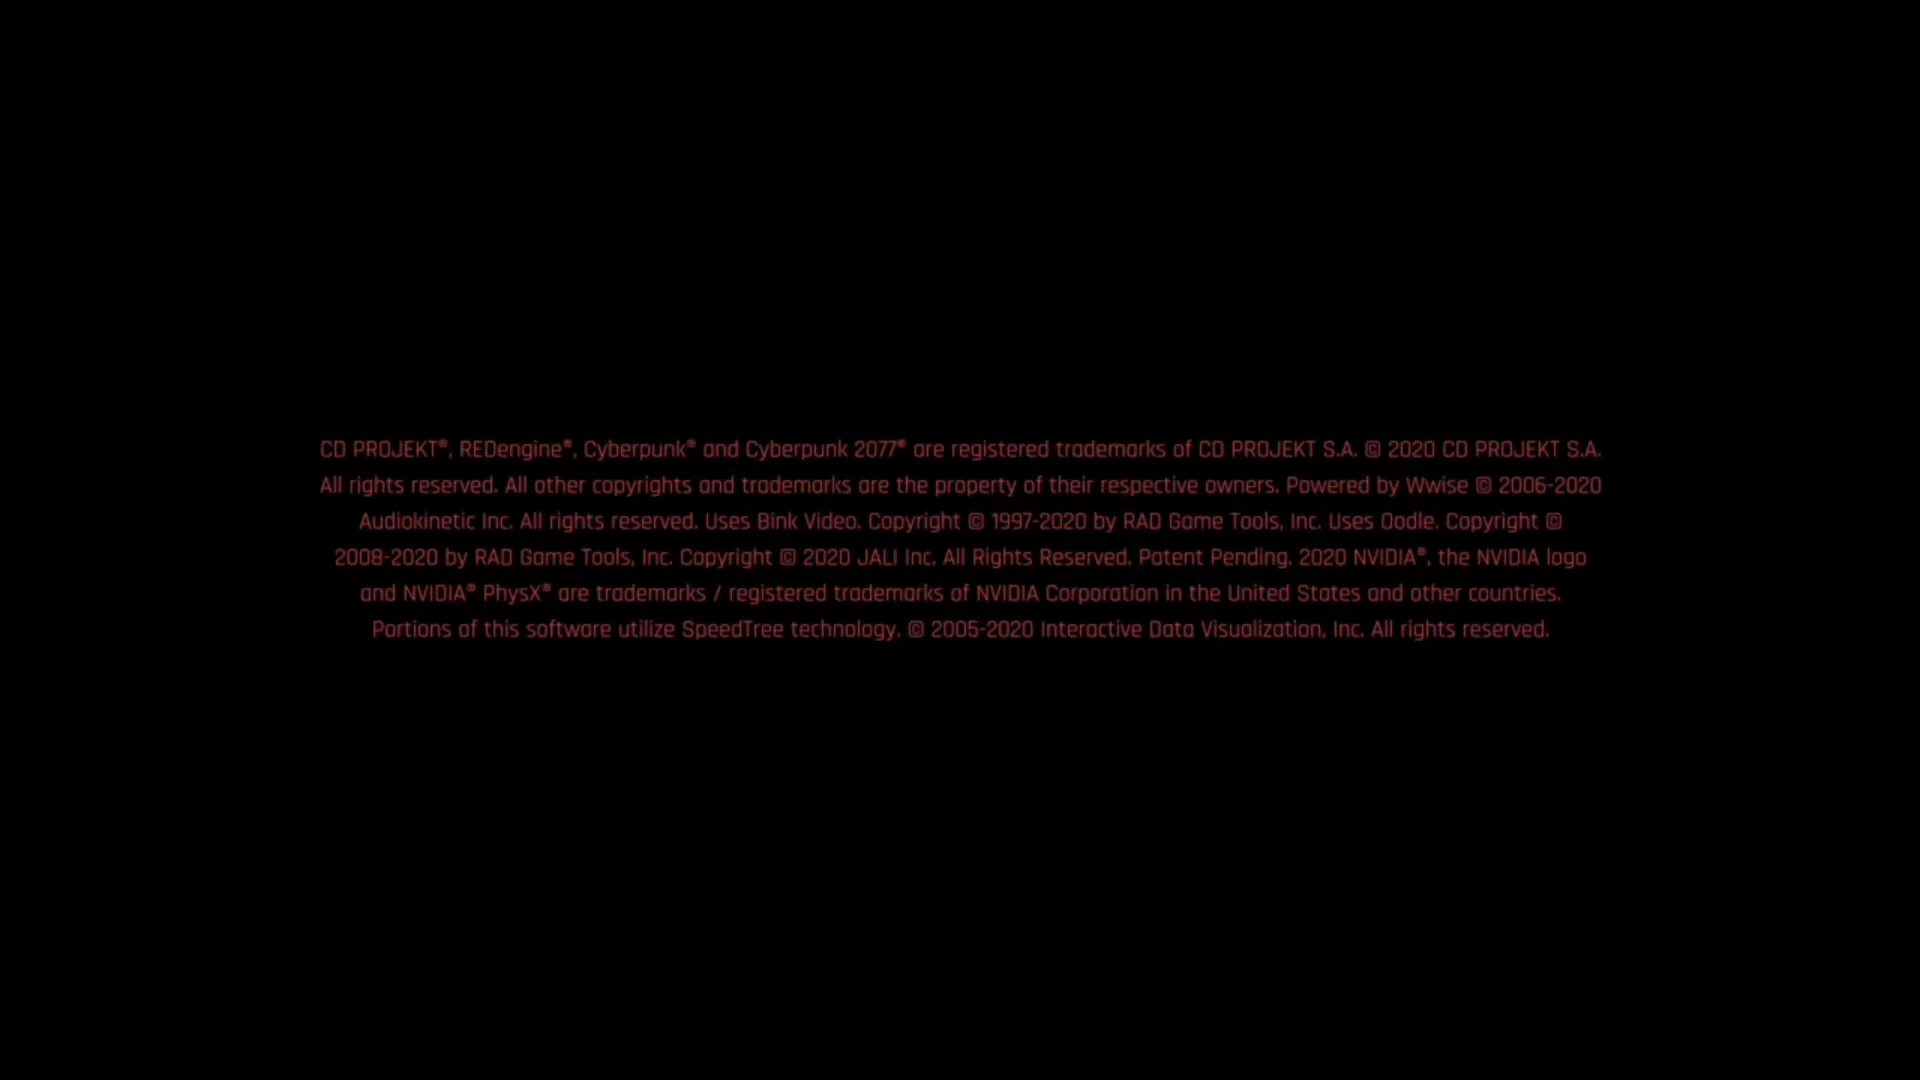 CD PROJEKT®, REDengine®, Cyberpunk® and Cyberpunk 2077® are registered trademarks of CD PROJEKT S.A. © 2020 CD PROJEKT S.A.
All rights reserved. All other copyrights and trademarks are the property of their respective owners. Powered by Wwise © 2006-2020
Audiokinetic Inc. All rights reserved. Uses Bink Video. Copyright © 1997-2020 by RAD Game Tools, Inc. Uses Oodle. Copyright ©
2008-2020 by RAD Game Tools, Inc. Copyright © 2020 JALI Inc. All Rights Reserved. Patent Pending. 2020 NVIDIA®, the NVIDIA logo
and NVIDIA® PhysX® are trademarks / registered trademarks of NVIDIA Corporation in the United States and other countries.
Portions of this software utilize SpeedTree technology. © 2005-2020 Interactive Data Visualization, Inc. All rights reserved.